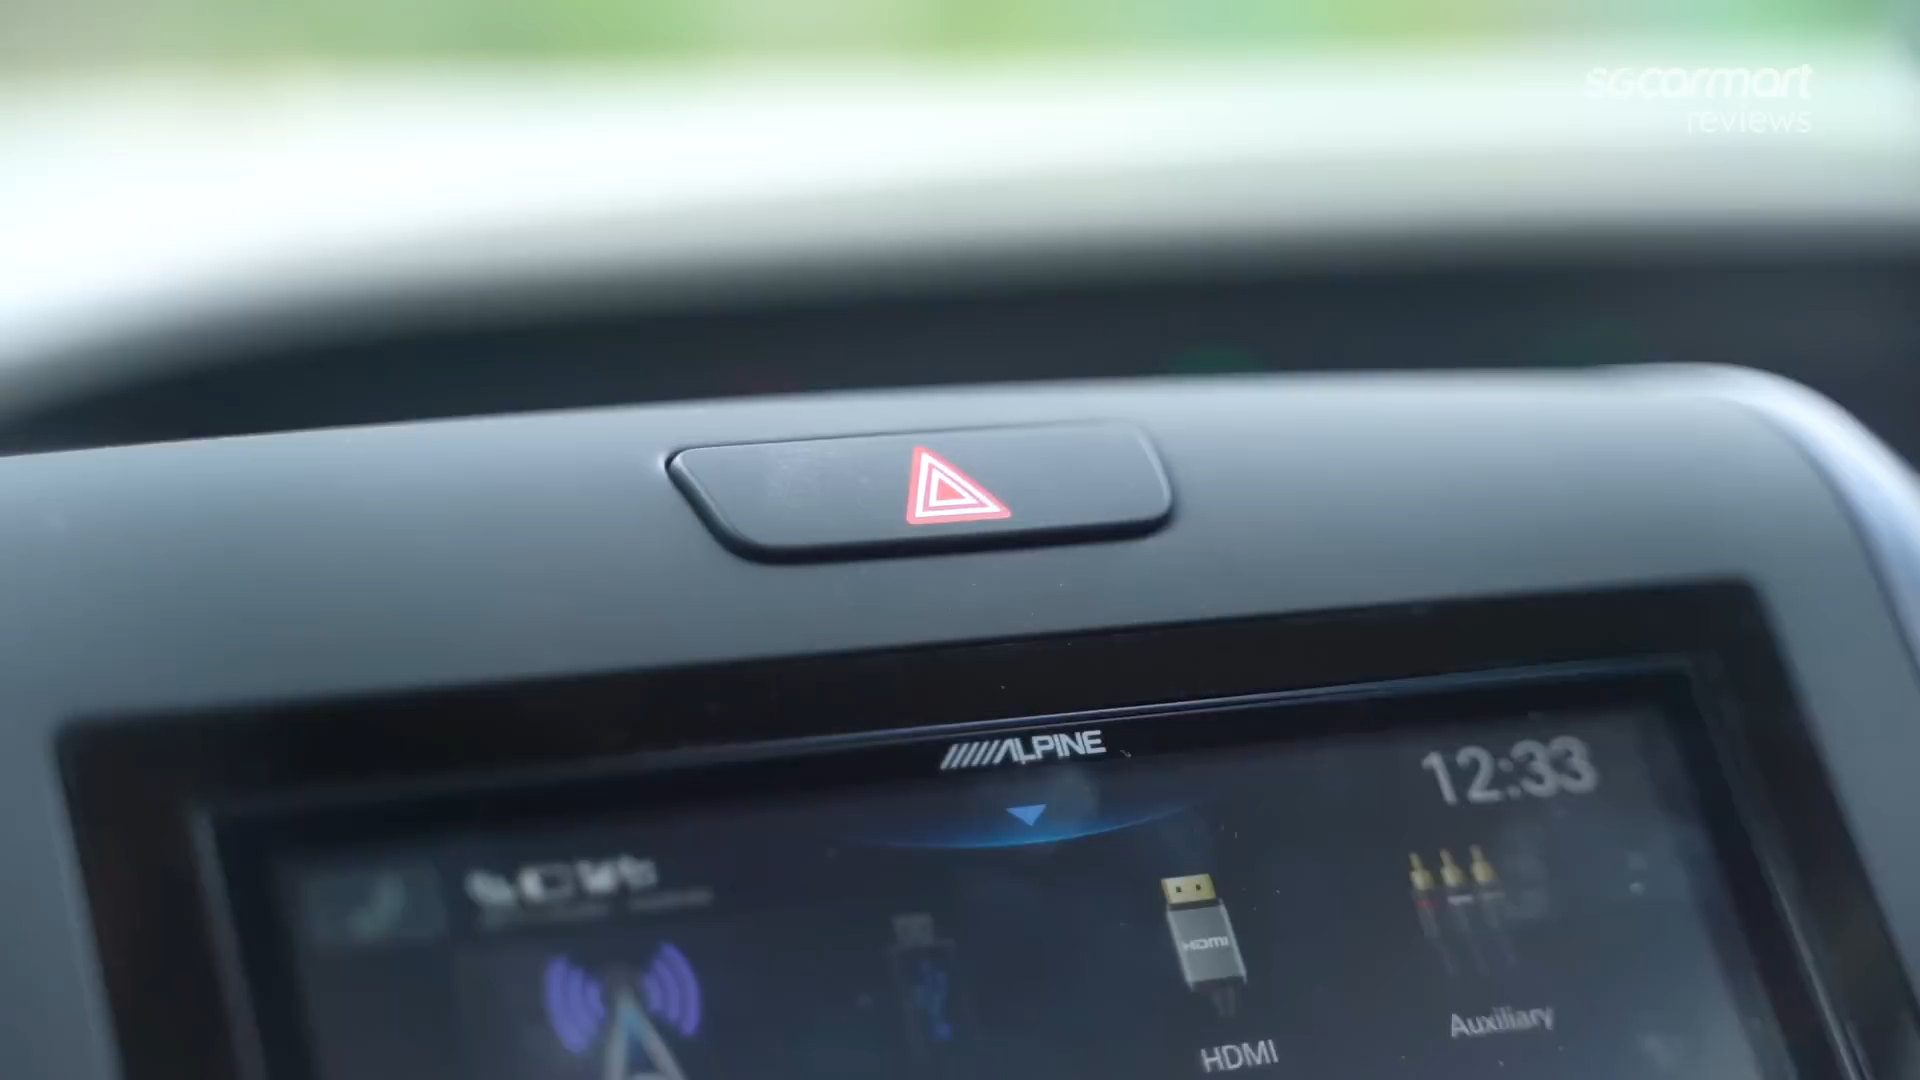 sgcarmart
reviews
ALPINE
12:33
HDMI
HDMI
Auxiliary